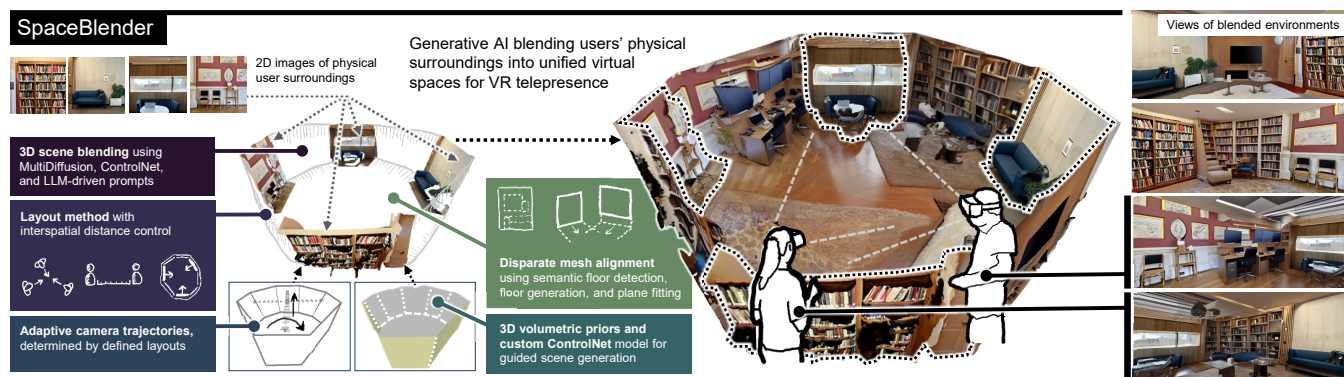 SpaceBlender
2D images of physical
user surroundings
Generative AI blending users' physical
surroundings into unified virtual
spaces for VR telepresence
Views of blended environments
3D scene blending using
MultiDiffusion, ControlNet,
and LLM-driven prompts
Layout method with
interspatial distance control
Adaptive camera trajectories,
determined by defined layouts
Disparate mesh alignment
using semantic floor detection,
floor generation, and plane fitting
3D volumetric priors and
custom ControlNet model for
guided scene generation